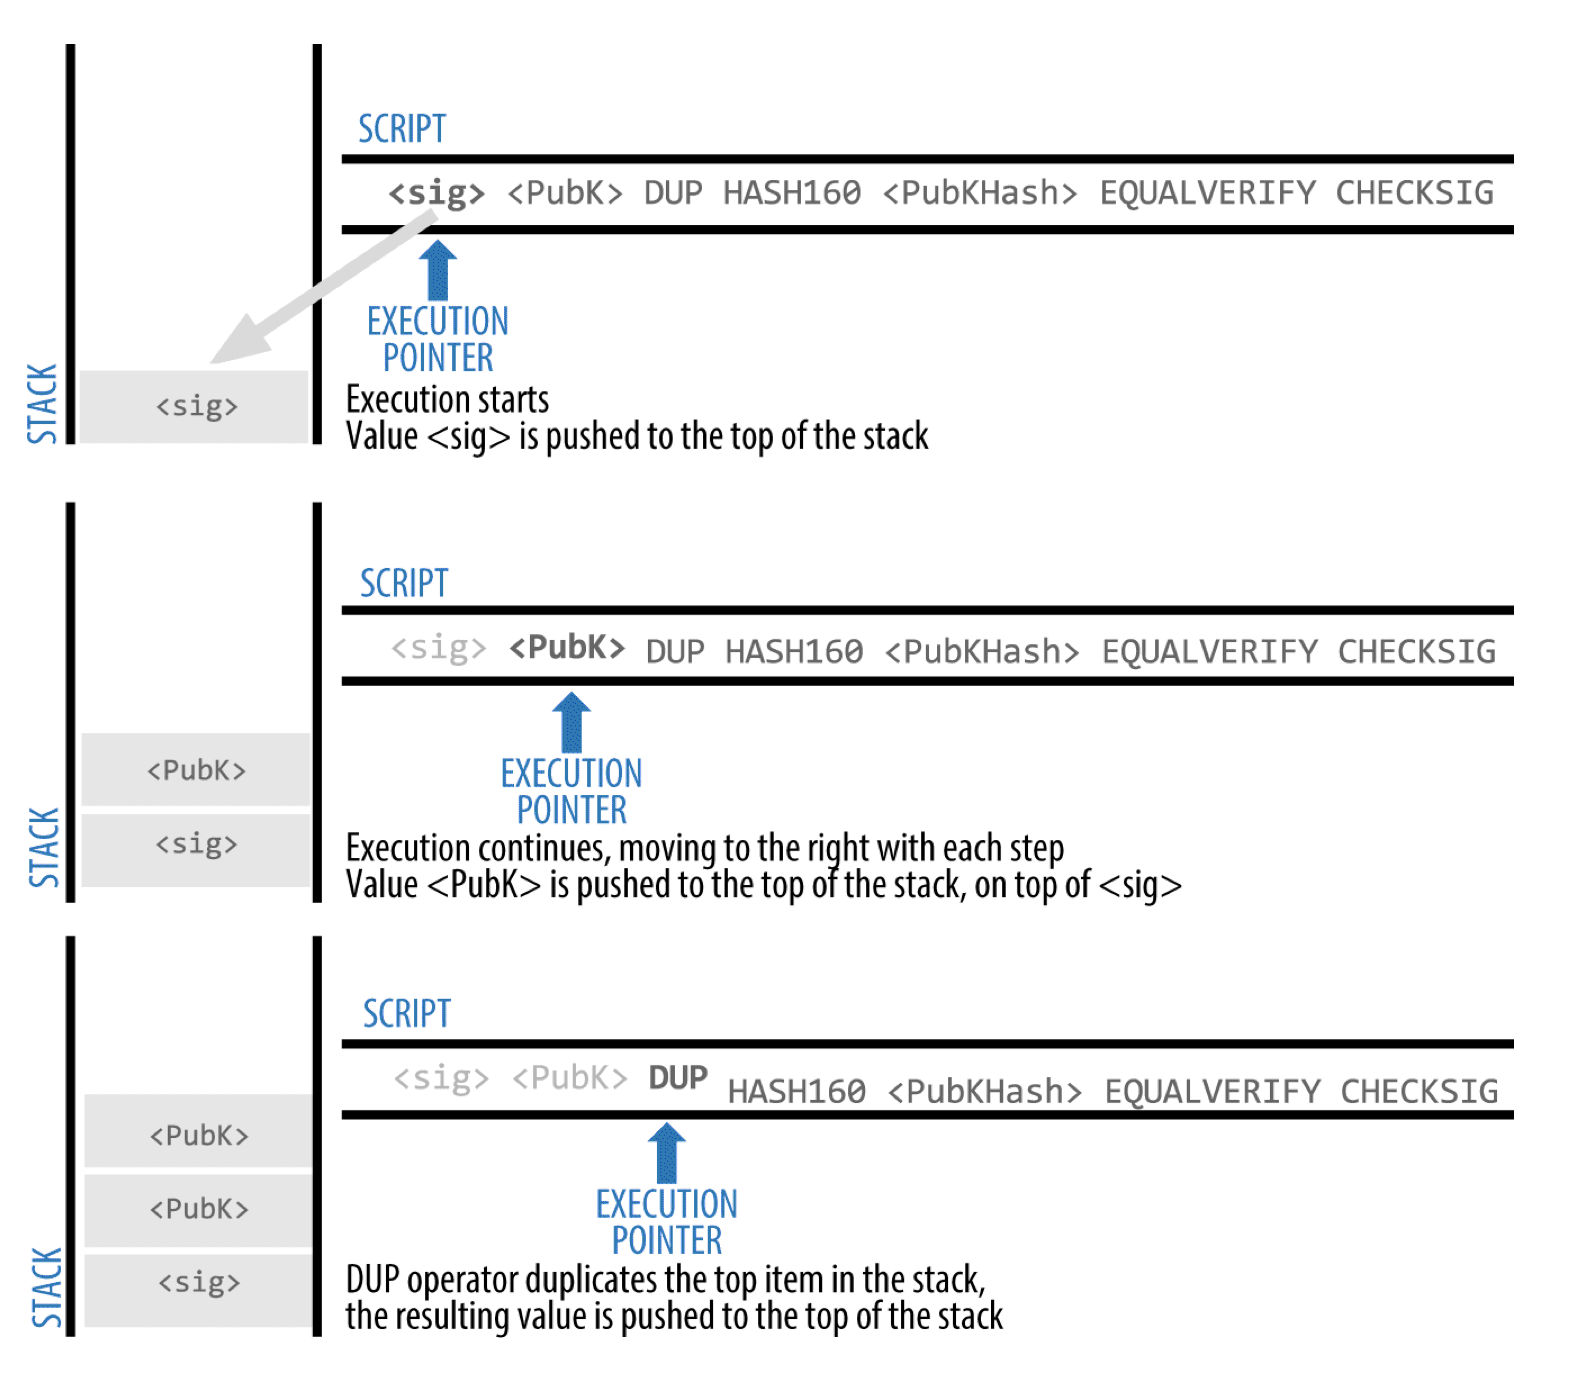 SCRIPT
<sig> <PubK> DUP HASH160 <PubKHash> EQUALVERIFY CHECKSIG
EXECUTION
POINTER
STACK
<sig>
Execution starts
Value <sig> is pushed to the top of the stack
SCRIPT
<sig> <PubK> DUP HASH160 <PubKHash> EQUALVERIFY CHECKSIG
EXECUTION
POINTER
STACK
<PubK>
<sig>
Execution continues, moving to the right with each step
Value <PubK> is pushed to the top of the stack, on top of <sig>
SCRIPT
<sig> <PubK> DUP HASH160 <PubKHash> EQUALVERIFY CHECKSIG
EXECUTION
POINTER
STACK
<PubK>
<PubK>
<sig>
DUP operator duplicates the top item in the stack,
the resulting value is pushed to the top of the stack